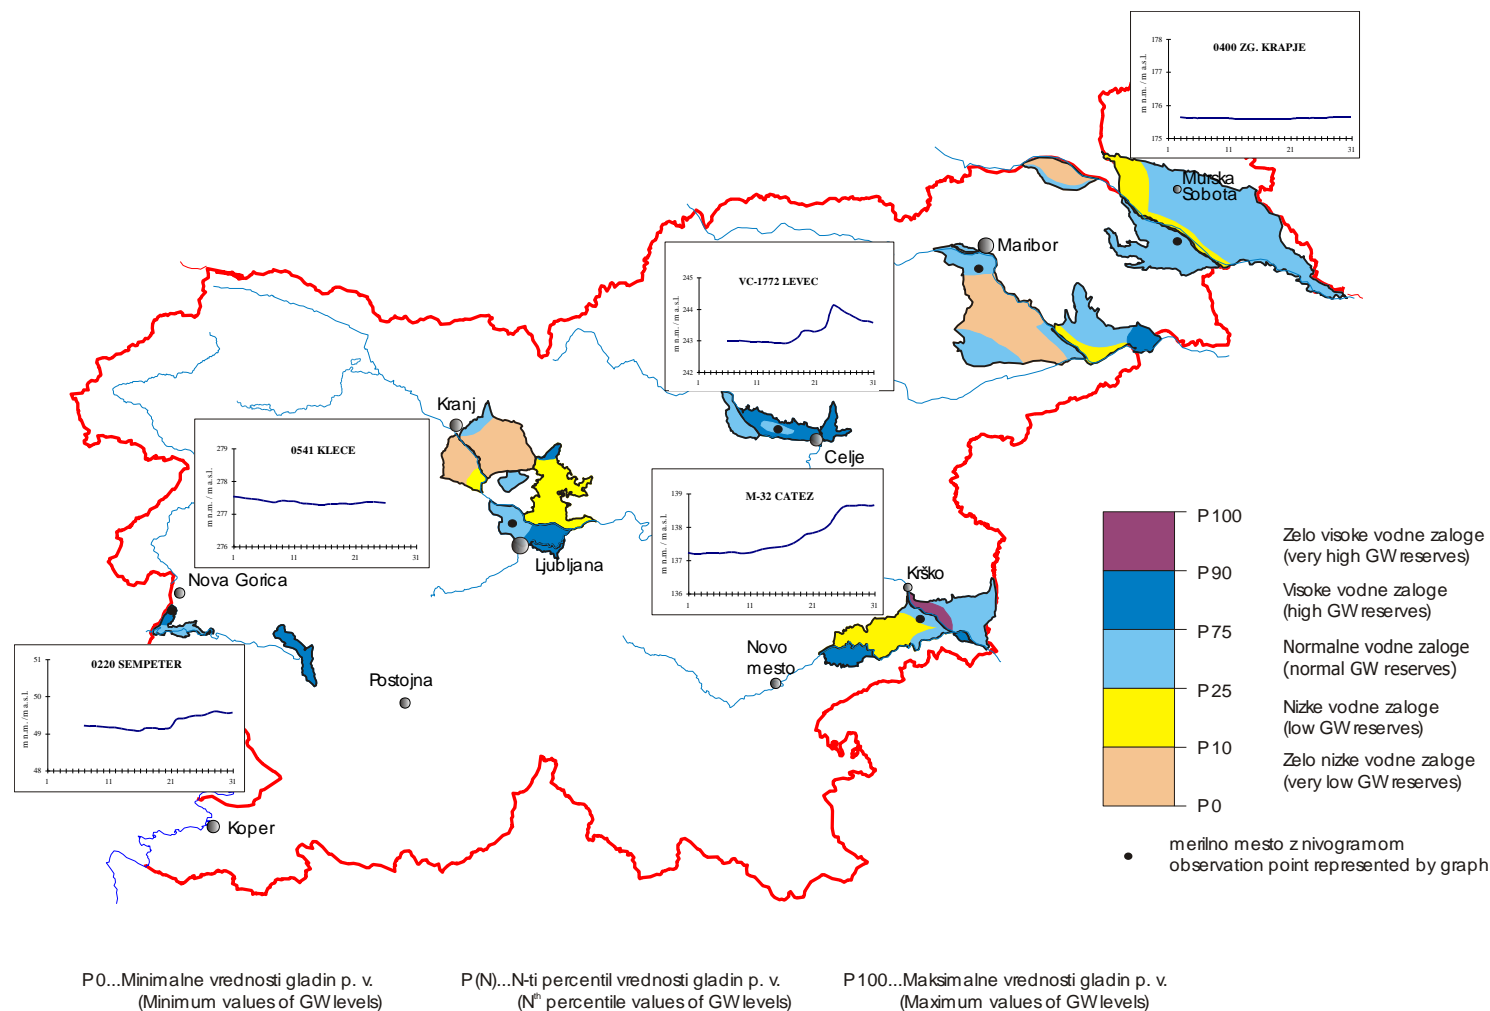 0400 ZG. KRAPJE
m n.m. / m a.s.l.
178
177
176
175
1
11
21
31
Murska
Sobota
Maribor
VC-1772 LEVEC
m n.m. / m a.s.l.
245
244
243
242
1
11
21
31
Kranj
Celje
0541 KLECE
m n.m. / m a.s.l.
279
278
277
276
1
11
21
31
M-32 CATEZ
m n.m. / m a.s.l.
139
138
137
136
1
11
21
31
Ljubljana
Nova Gorica
Krško
Novo
mesto
Postojna
0220 SEMPETER
m n.m. /m a.s.l.
51
50
49
48
1
11
21
31
Koper
P100
Zelo visoke vodne zaloge
(very high GW reserves)
P90
Visoke vodne zaloge
(high GW reserves)
P75
Normalne vodne zaloge
(normal GW reserves)
P25
Nizke vodne zaloge
(low GW reserves)
P10
Zelo nizke vodne zaloge
(very low GW reserves)
P0
merilno mesto z nivogramom
observation point represented by graph
P0...Minimalne vrednosti gladin p. v.
(Minimum values of GW levels)
P(N)...N-ti percentil vrednosti gladin p. v.
(Nth percentile values of GW levels)
P100...Maksimalne vrednosti gladin p. v.
(Maximum values of GW levels)